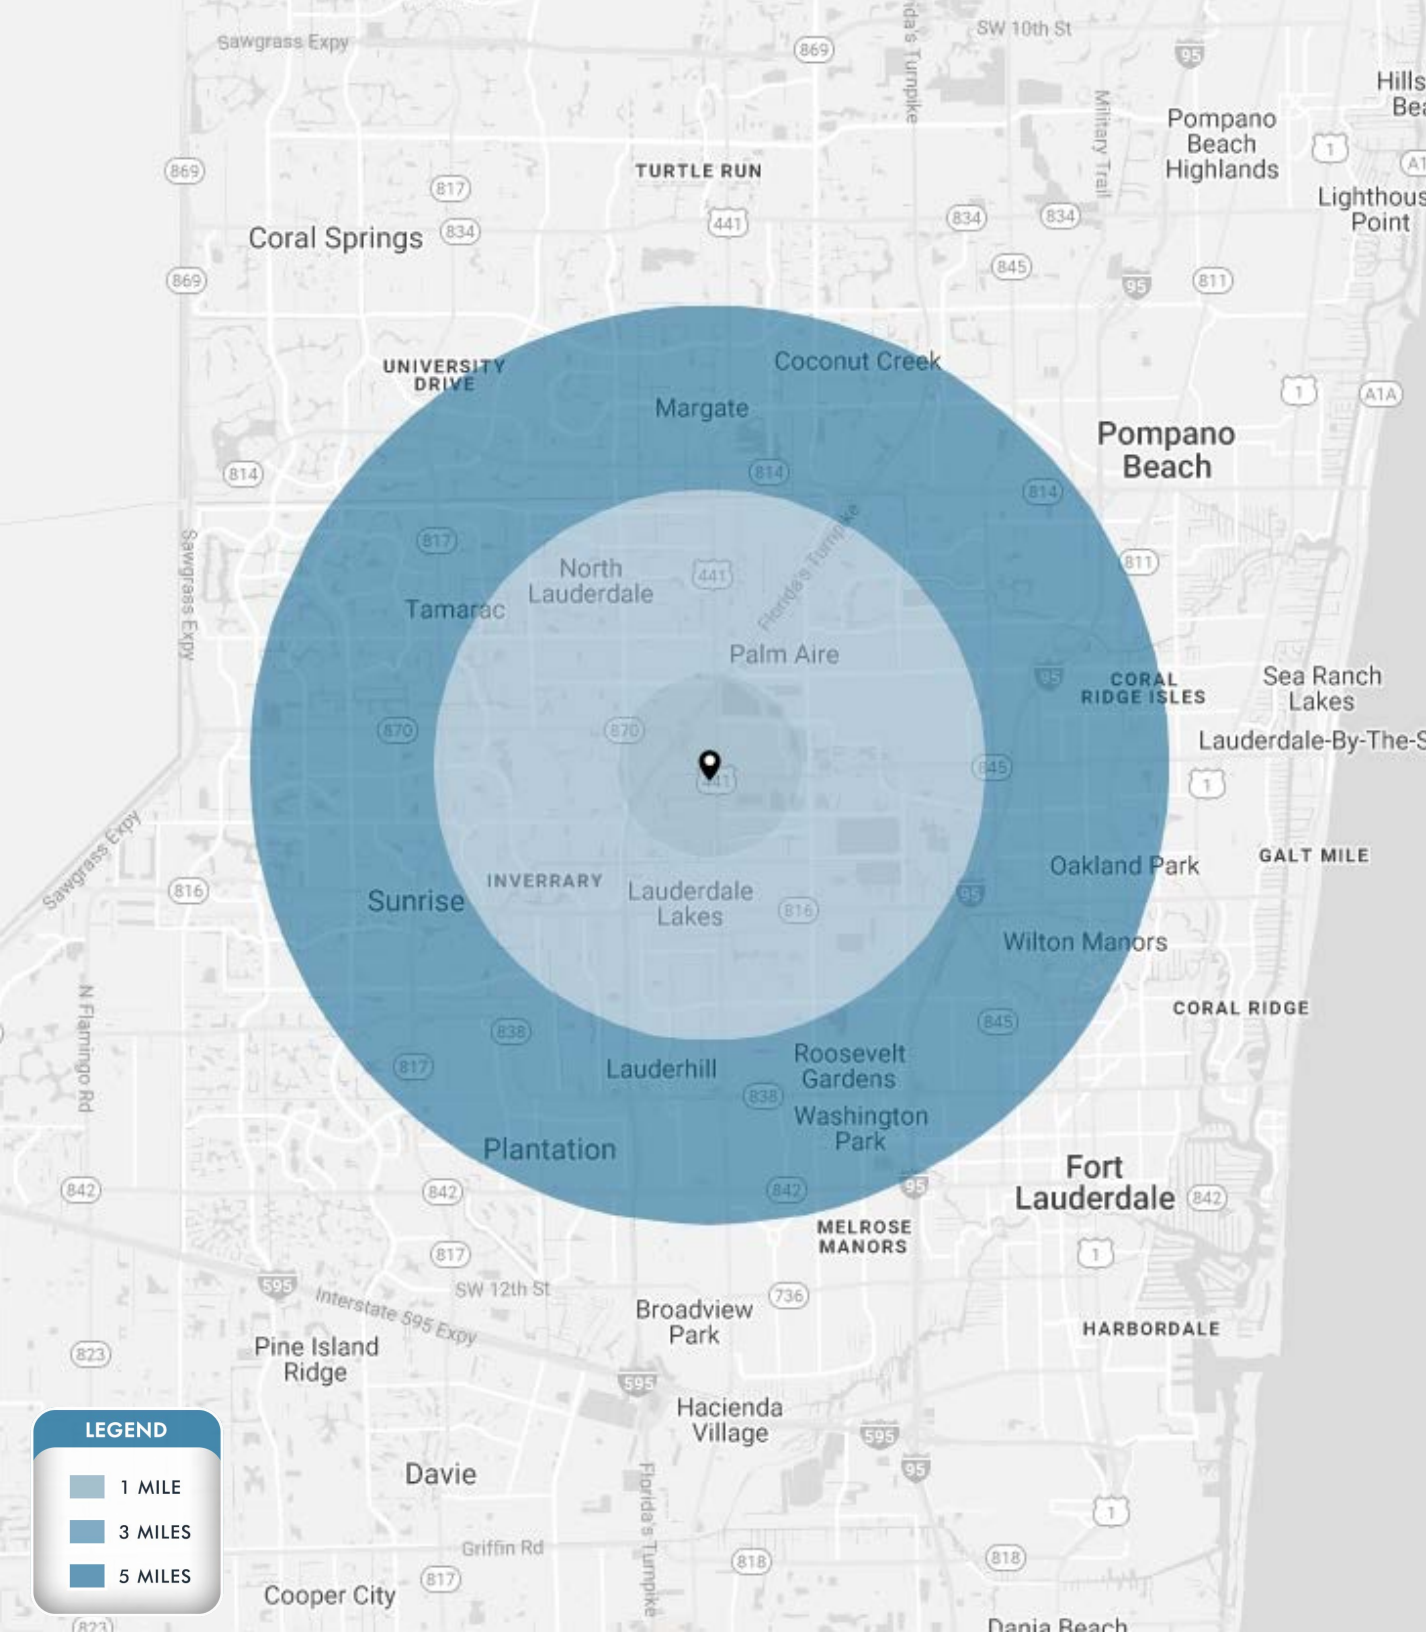 SW 10th St
Sawgrass Expy
869
ida's Turnpike
95
Hills
Bea
Military Trail
Pompano
Beach
Highlands
1
A1
TURTLE RUN
869
817
Lighthous
Point
441
834
834
Coral Springs
834
845
869
95
811
Coconut Creek
UNIVERSITY
DRIVE
1
A1A
Margate
Pompano
Beach
814
814
814
817
Florida's Turnpike
811
Sawgrass Expy
North
Lauderdale
441
Tamarac
Palm Aire
95
CORAL
RIDGE ISLES
Sea Ranch
Lakes
870
870
Lauderdale-By-The-S
845
441
1
Sawgrass Expy
GALT MILE
Oakland Park
INVERRARY
816
Lauderdale
Lakes
95
Sunrise
816
Wilton Manors
N Flamingo Rd
CORAL RIDGE
845
838
Roosevelt
Gardens
817
Lauderhill
838
Washington
Park
Plantation
Fort
Lauderdale
842
842
842
95
842
MELROSE
MANORS
817
1
595
SW 12th St
736
Interstate 595 Expy
Broadview
Park
HARBORDALE
Pine Island
Ridge
823
595
Hacienda
Village
LEGEND
595
Davie
95
1 MILE
Florida's Turnpike
1
3 MILES
Griffin Rd
818
818
5 MILES
817
Cooper City
823
Dania Beach